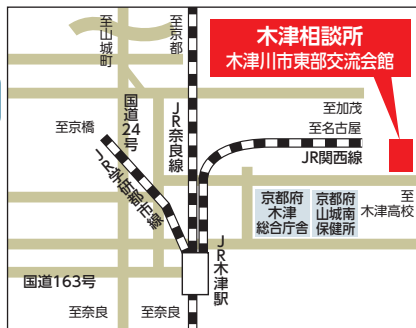 至山城町
至京都
木津相談所
木津川市東部交流会館
国道24号
JR奈良線
至加茂
至名古屋
JR関西線
至京橋
JR学研都市線
京都府
木津
総合庁舎
京都府
山城南
保健所
至
木津高校
JR木津駅
国道163号
至奈良
至奈良